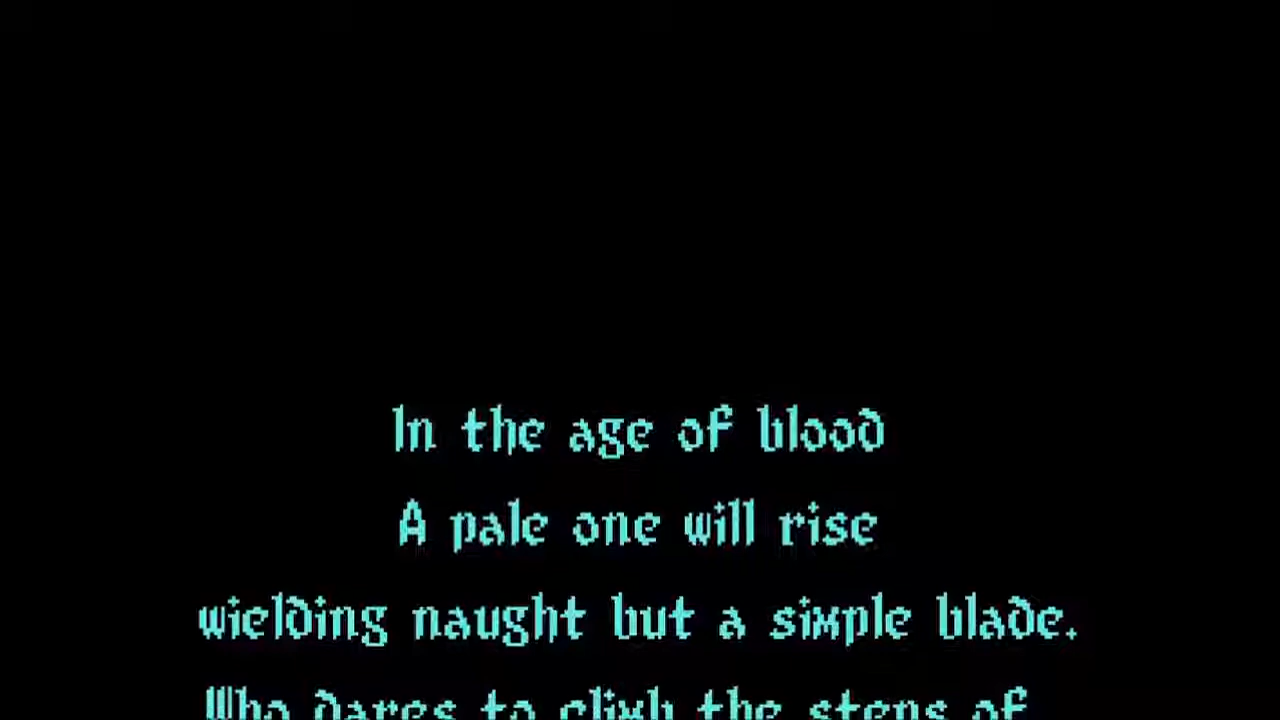 In the age of blood
A pale one will rise
wielding naught but a simple blade.
Who dares to climb the steps of